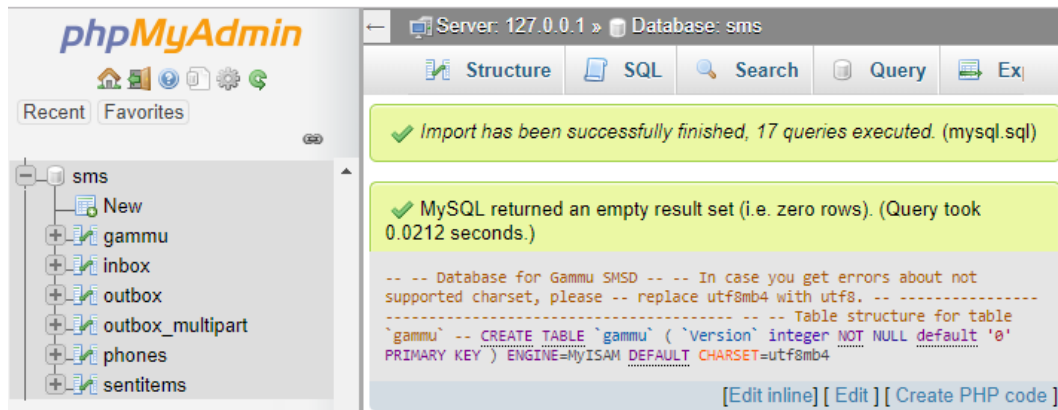 phpMyAdmin
Recent Favorites
sms
New
gammu
inbox
outbox
outbox_multipart
phones
sentitems
Server: 127.0.0.1 » Database: sms
Structure SQL Search Query Exp
Import has been successfully finished, 17 queries executed. (mysql.sql)
MySQL returned an empty result set (i.e. zero rows). (Query took
0.0212 seconds.)
-- -- Database for Gammu SMSD -- -- In case you get errors about not
supported charset, please -- replace utf8mb4 with utf8. -- ----------------
---------------------------------------- -- -- Table structure for table
`gammu` -- CREATE TABLE `gammu` ( `Version` integer NOT NULL default '0'
PRIMARY KEY ) ENGINE=MyISAM DEFAULT CHARSET=utf8mb4
[Edit inline] [ Edit ] [ Create PHP code ]